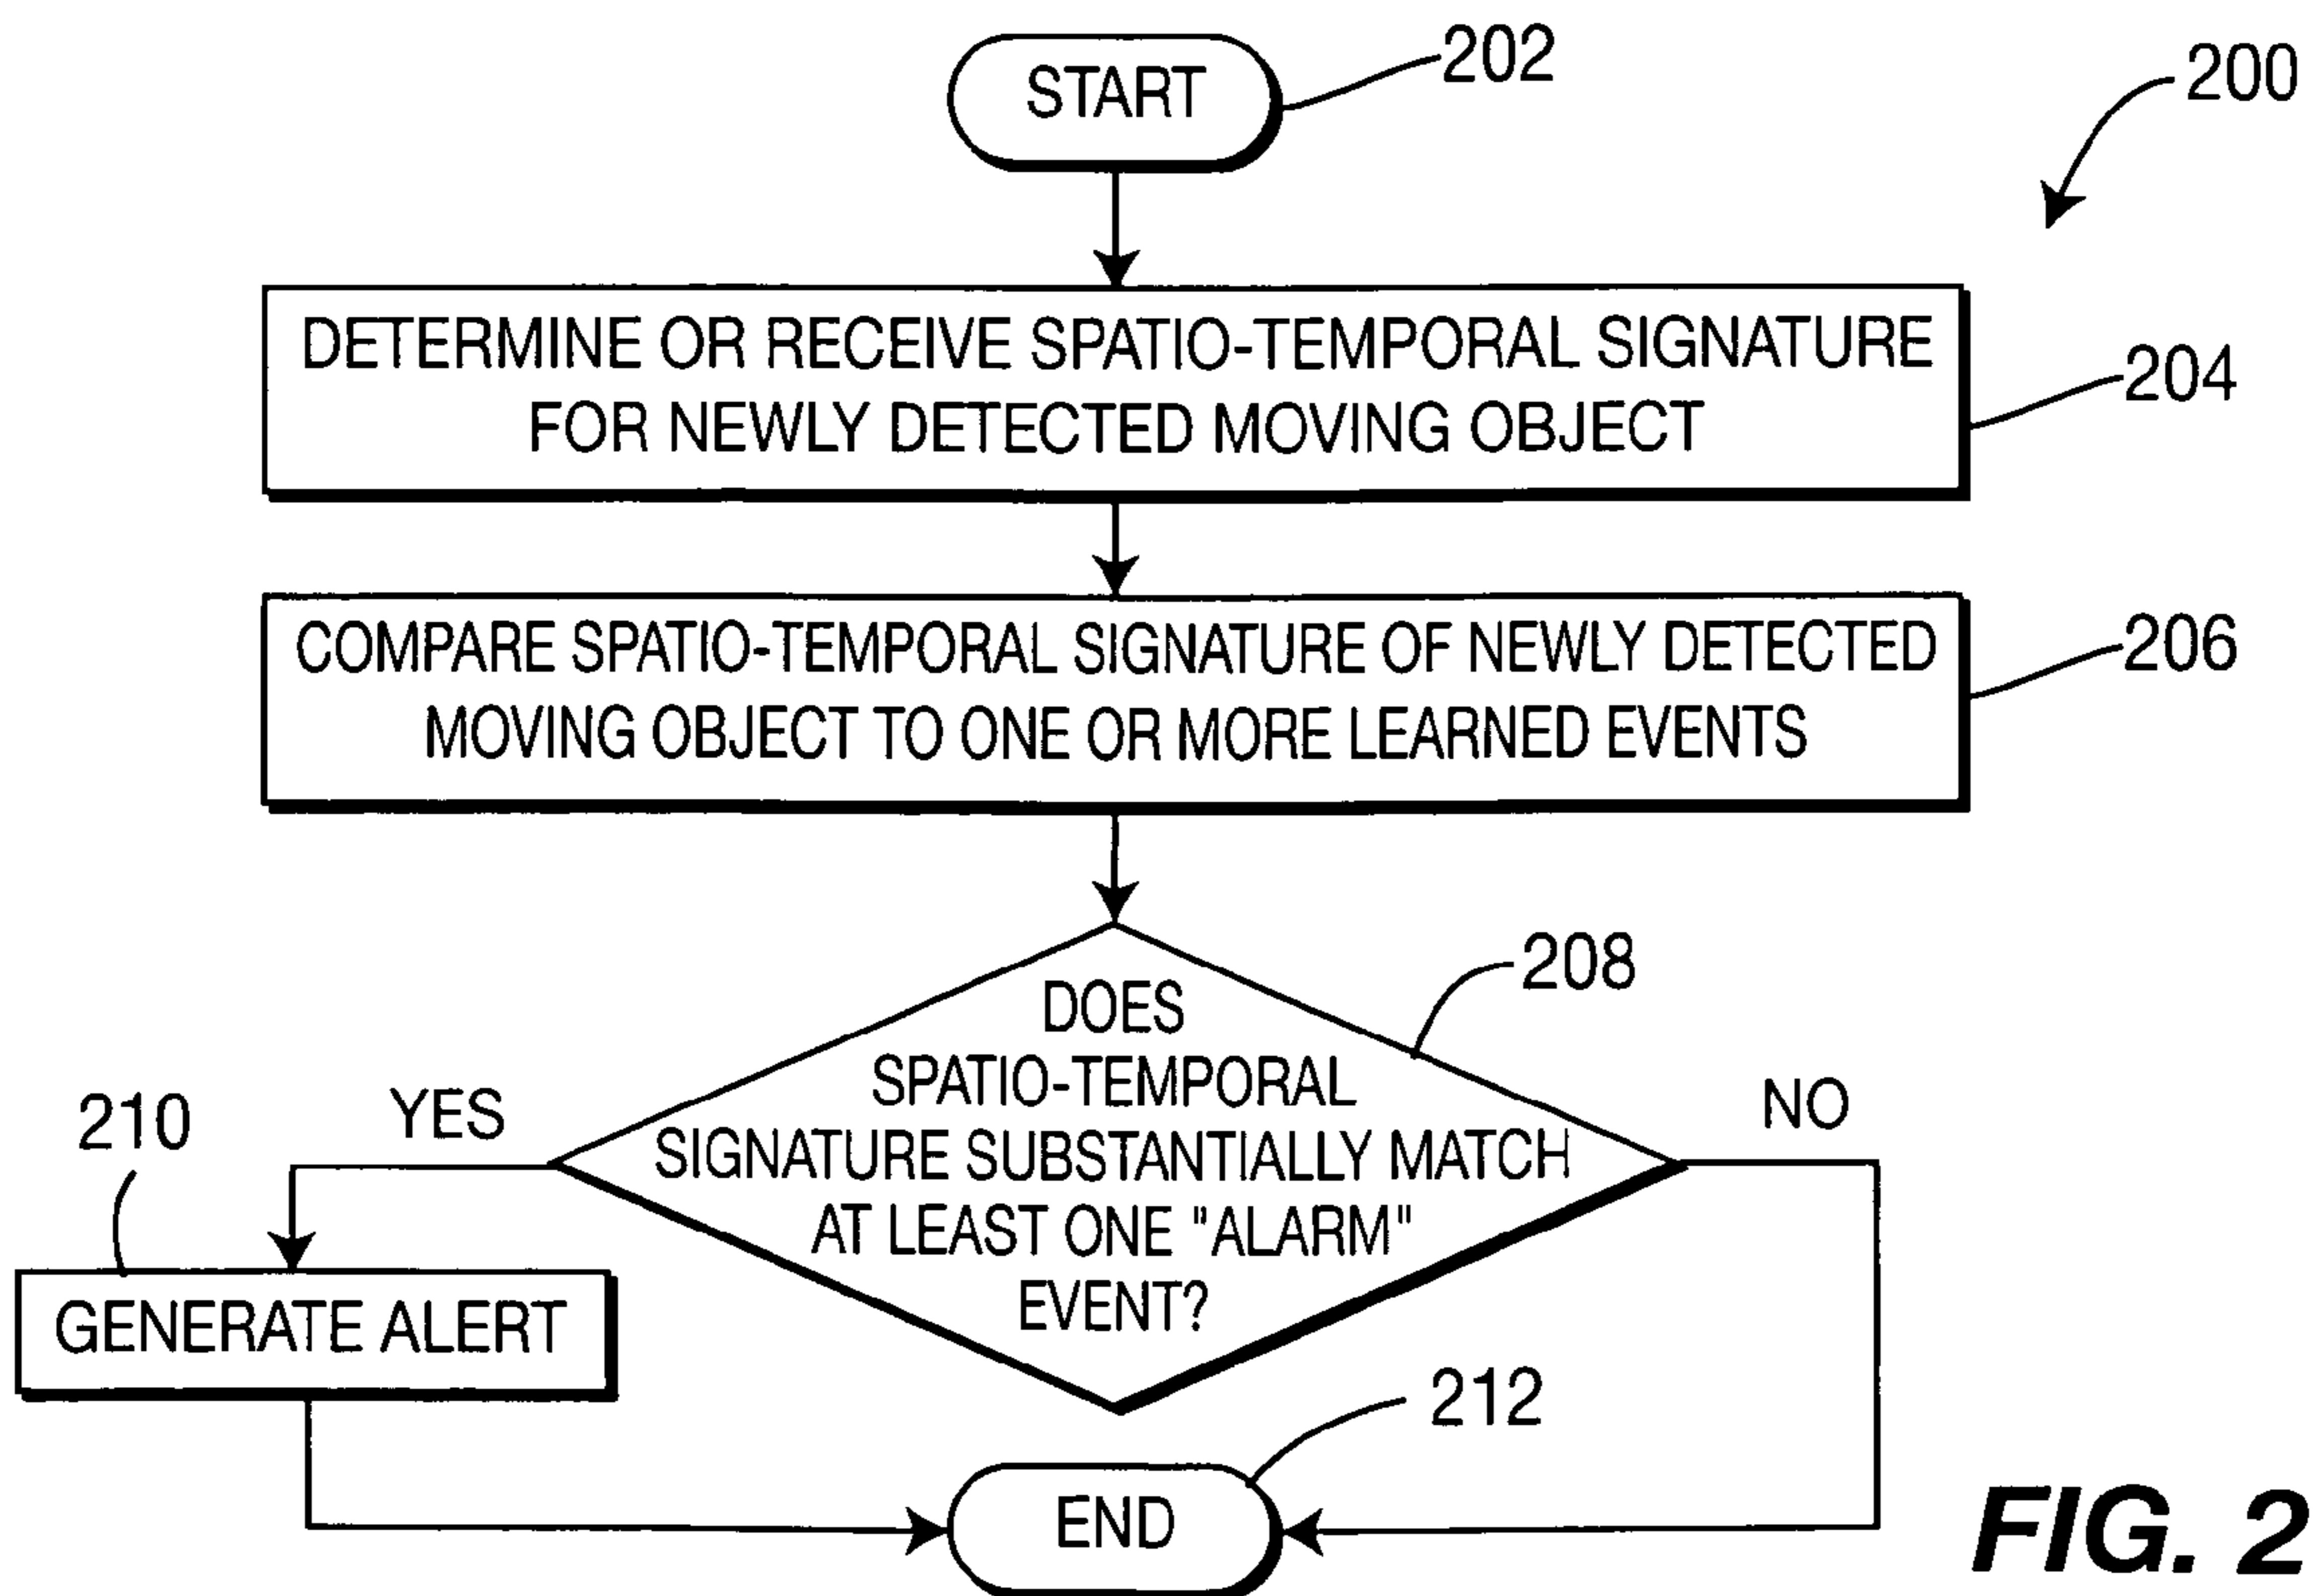 START
202
200
DETERMINE OR RECEIVE SPATIO-TEMPORAL SIGNATURE
FOR NEWLY DETECTED MOVING OBJECT
204
COMPARE SPATIO-TEMPORAL SIGNATURE OF NEWLY DETECTED
MOVING OBJECT TO ONE OR MORE LEARNED EVENTS
206
208
DOES
SPATIO-TEMPORAL
SIGNATURE SUBSTANTIALLY MATCH
AT LEAST ONE "ALARM"
EVENT?
YES
NO
210
GENERATE ALERT
212
END
FIG. 2